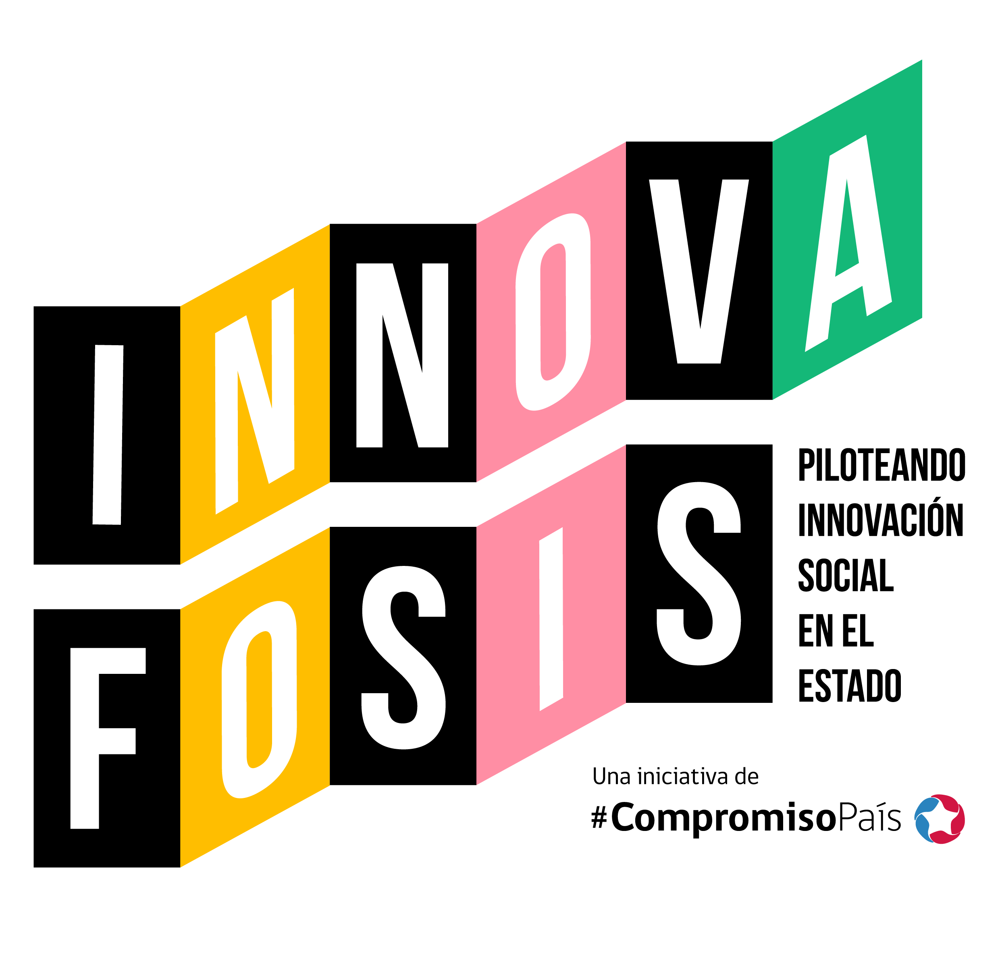 INNOVA
FOSIS
PILOTEANDO
INNOVACIÓN
SOCIAL
EN EL
ESTADO
Una iniciativa de
#CompromisoPaís